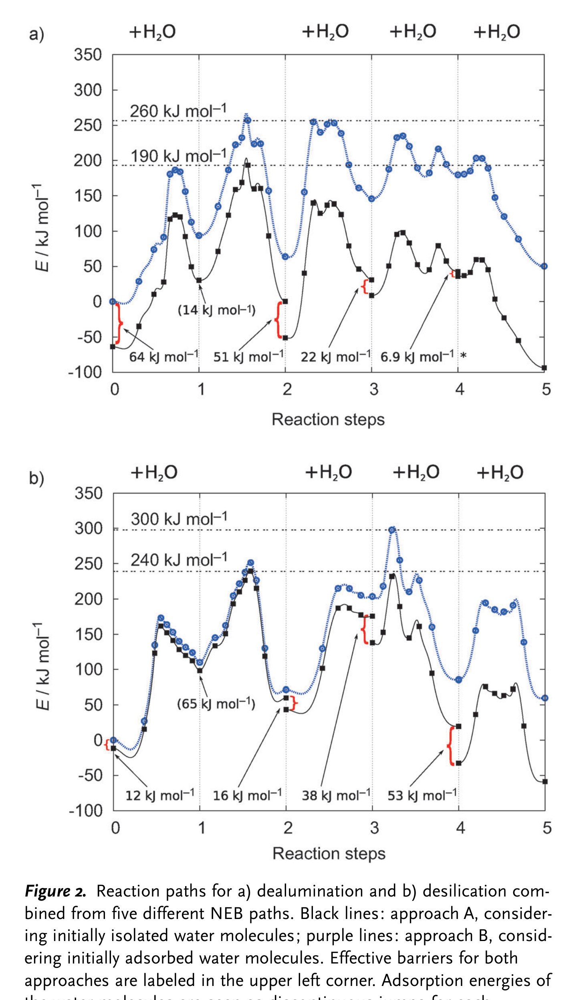 a)
+H₂O +H₂O +H₂O +H₂O
350
300
260 kJ mol⁻¹
250
190 kJ mol⁻¹
200
150
100
50
0
-50
-100
E / kJ mol⁻¹
(14 kJ mol⁻¹)
64 kJ mol⁻¹ 51 kJ mol⁻¹ 22 kJ mol⁻¹ 6.9 kJ mol⁻¹ *
0 1 2 3 4 5
Reaction steps
b)
+H₂O +H₂O +H₂O +H₂O
350
300 kJ mol⁻¹
300
240 kJ mol⁻¹
250
200
150
100
50
0
-50
-100
E / kJ mol⁻¹
(65 kJ mol⁻¹)
12 kJ mol⁻¹ 16 kJ mol⁻¹ 38 kJ mol⁻¹ 53 kJ mol⁻¹
0 1 2 3 4 5
Reaction steps
Figure 2. Reaction paths for a) dealumination and b) desilication com-
bined from five different NEB paths. Black lines: approach A, consider-
ing initially isolated water molecules; purple lines: approach B, consid-
ering initially adsorbed water molecules. Effective barriers for both
approaches are labeled in the upper left corner. Adsorption energies of